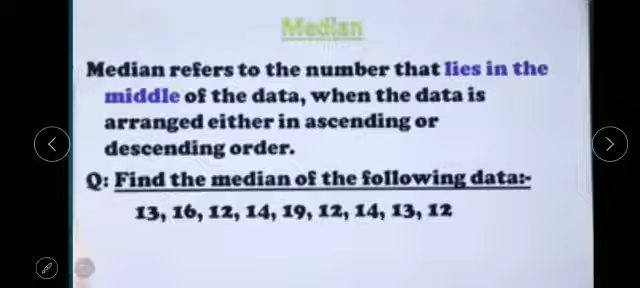 Median
Median refers to the number that lies in the
middle of the data, when the data is
arranged either in ascending or
descending order.
Q: Find the median of the following data:-
13, 16, 12, 14, 19, 12, 14, 13, 12